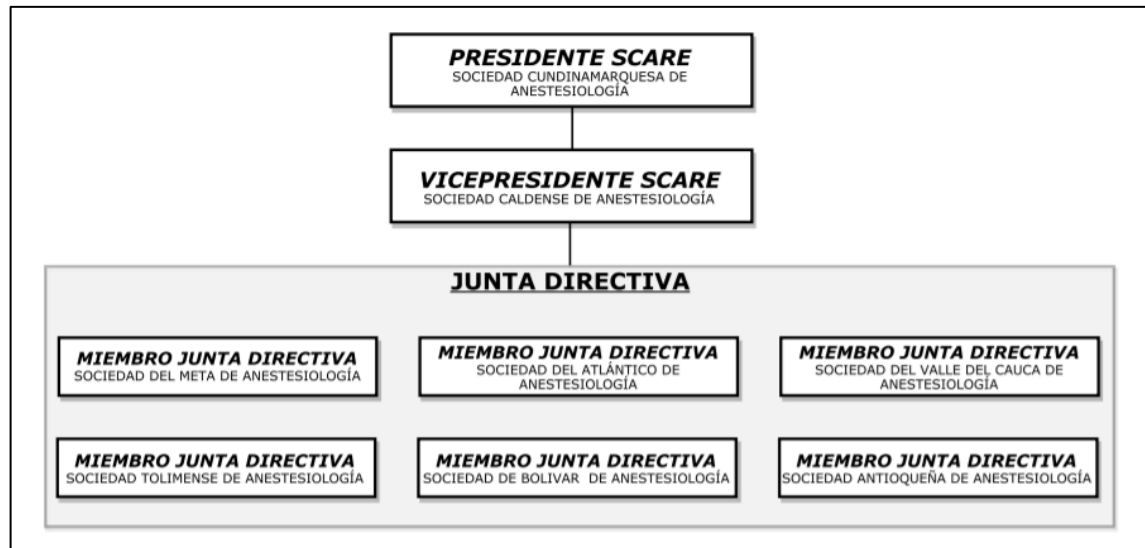 PRESIDENTE SCARE
SOCIEDAD CUNDINAMARQUESA DE
ANESTESIOLOGÍA
VICEPRESIDENTE SCARE
SOCIEDAD CALDENSE DE ANESTESIOLOGÍA
JUNTA DIRECTIVA
MIEMBRO JUNTA DIRECTIVA
SOCIEDAD DEL META DE ANESTESIOLOGÍA
MIEMBRO JUNTA DIRECTIVA
SOCIEDAD DEL ATLÁNTICO DE
ANESTESIOLOGÍA
MIEMBRO JUNTA DIRECTIVA
SOCIEDAD DEL VALLE DEL CAUCA DE
ANESTESIOLOGÍA
MIEMBRO JUNTA DIRECTIVA
SOCIEDAD TOLIMENSE DE ANESTESIOLOGÍA
MIEMBRO JUNTA DIRECTIVA
SOCIEDAD DE BOLIVAR DE ANESTESIOLOGÍA
MIEMBRO JUNTA DIRECTIVA
SOCIEDAD ANTIOQUEÑA DE ANESTESIOLOGÍA